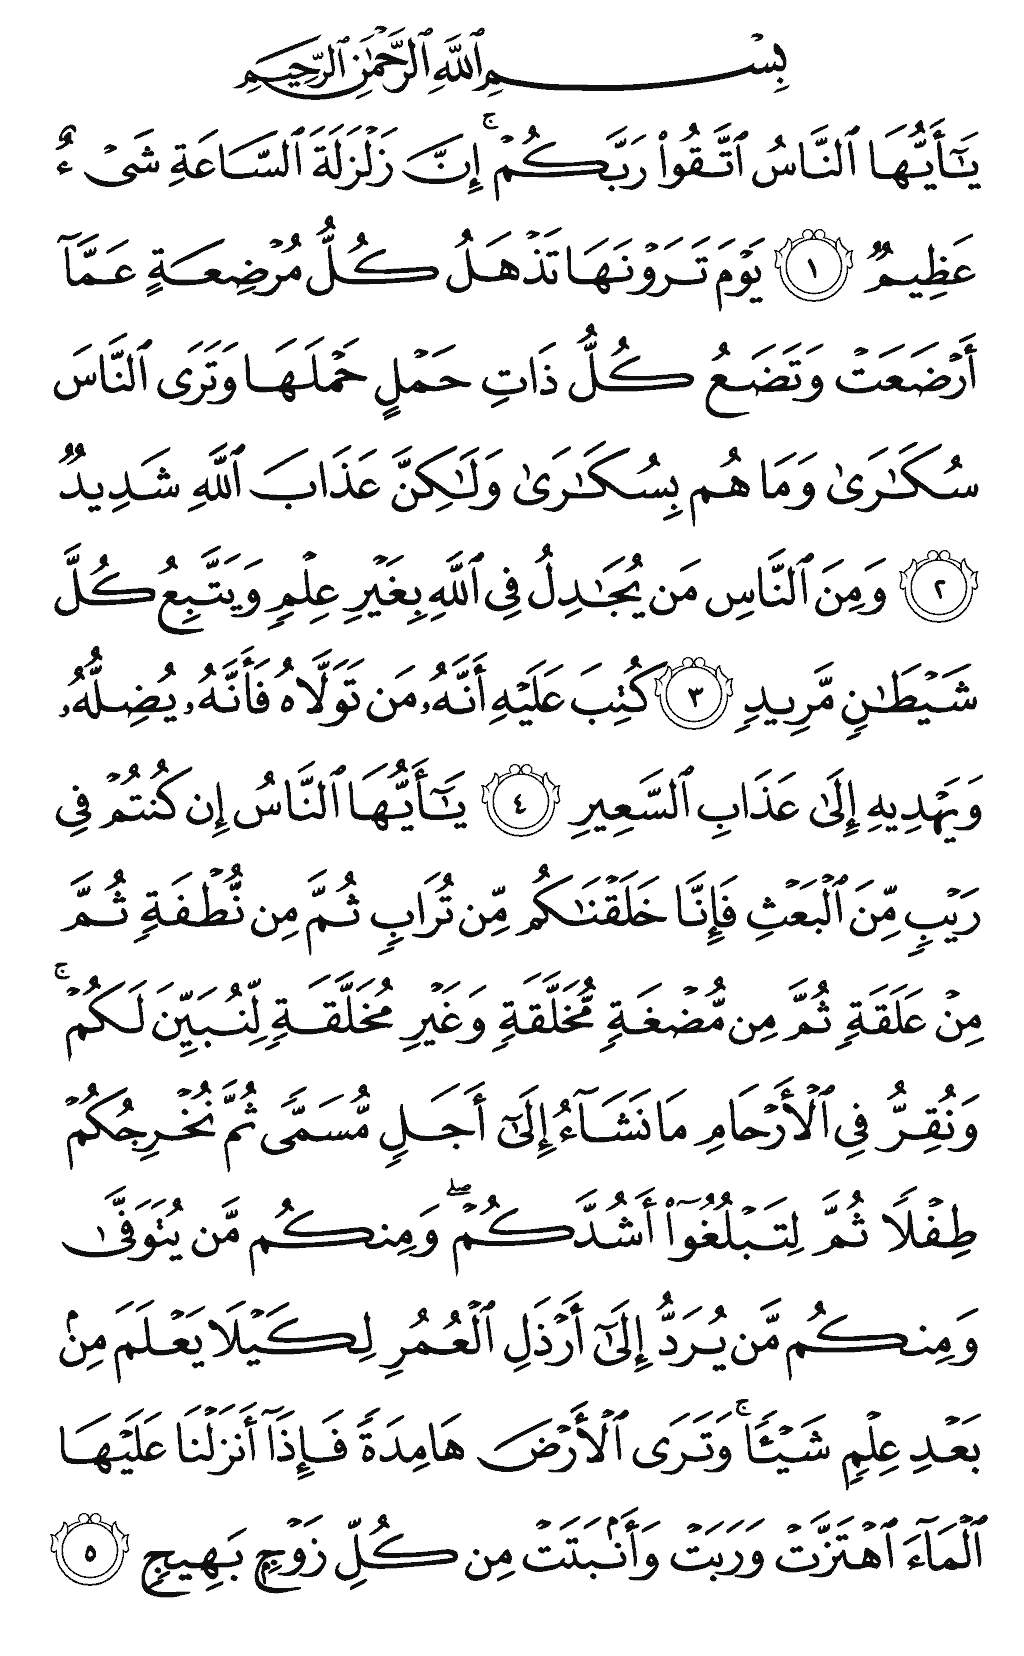 بِسْمِ ٱللَّهِ ٱلرَّحْمَٰنِ ٱلرَّحِيمِ
يَٰٓأَيُّهَا ٱلنَّاسُ ٱتَّقُوا۟ رَبَّكُمْ ۚ إِنَّ زَلْزَلَةَ ٱلسَّاعَةِ شَىْءٌ
عَظِيمٌ ١ يَوْمَ تَرَوْنَهَا تَذْهَلُ كُلُّ مُرْضِعَةٍ عَمَّآ
أَرْضَعَتْ وَتَضَعُ كُلُّ ذَاتِ حَمْلٍ حَمْلَهَا وَتَرَى ٱلنَّاسَ
سُكَٰرَىٰ وَمَا هُم بِسُكَٰرَىٰ وَلَٰكِنَّ عَذَابَ ٱللَّهِ شَدِيدٌ
٢ وَمِنَ ٱلنَّاسِ مَن يُجَٰدِلُ فِى ٱللَّهِ بِغَيْرِ عِلْمٍ وَيَتَّبِعُ كُلَّ
شَيْطَٰنٍ مَّرِيدٍ ٣ كُتِبَ عَلَيْهِ أَنَّهُۥ مَن تَوَلَّاهُ فَأَنَّهُۥ يُضِلُّهُۥ
وَيَهْدِيهِ إِلَىٰ عَذَابِ ٱلسَّعِيرِ ٤ يَٰٓأَيُّهَا ٱلنَّاسُ إِن كُنتُمْ فِى
رَيْبٍ مِّنَ ٱلْبَعْثِ فَإِنَّا خَلَقْنَٰكُم مِّن تُرَابٍ ثُمَّ مِن نُّطْفَةٍ ثُمَّ
مِنْ عَلَقَةٍ ثُمَّ مِن مُّضْغَةٍ مُّخَلَّقَةٍ وَغَيْرِ مُخَلَّقَةٍ لِّنُبَيِّنَ لَكُمْ ۚ
وَنُقِرُّ فِى ٱلْأَرْحَامِ مَا نَشَآءُ إِلَىٰٓ أَجَلٍ مُّسَمًّى ثُمَّ نُخْرِجُكُمْ
طِفْلًا ثُمَّ لِتَبْلُغُوٓا۟ أَشُدَّكُمْ ۖ وَمِنكُم مَّن يُتَوَفَّىٰ
وَمِنكُم مَّن يُرَدُّ إِلَىٰٓ أَرْذَلِ ٱلْعُمُرِ لِكَيْلَا يَعْلَمَ مِنۢ
بَعْدِ عِلْمٍ شَيْـًٔا ۚ وَتَرَى ٱلْأَرْضَ هَامِدَةً فَإِذَآ أَنزَلْنَا عَلَيْهَا
ٱلْمَآءَ ٱهْتَزَّتْ وَرَبَتْ وَأَنۢبَتَتْ مِن كُلِّ زَوْجٍۭ بَهِيجٍ ٥